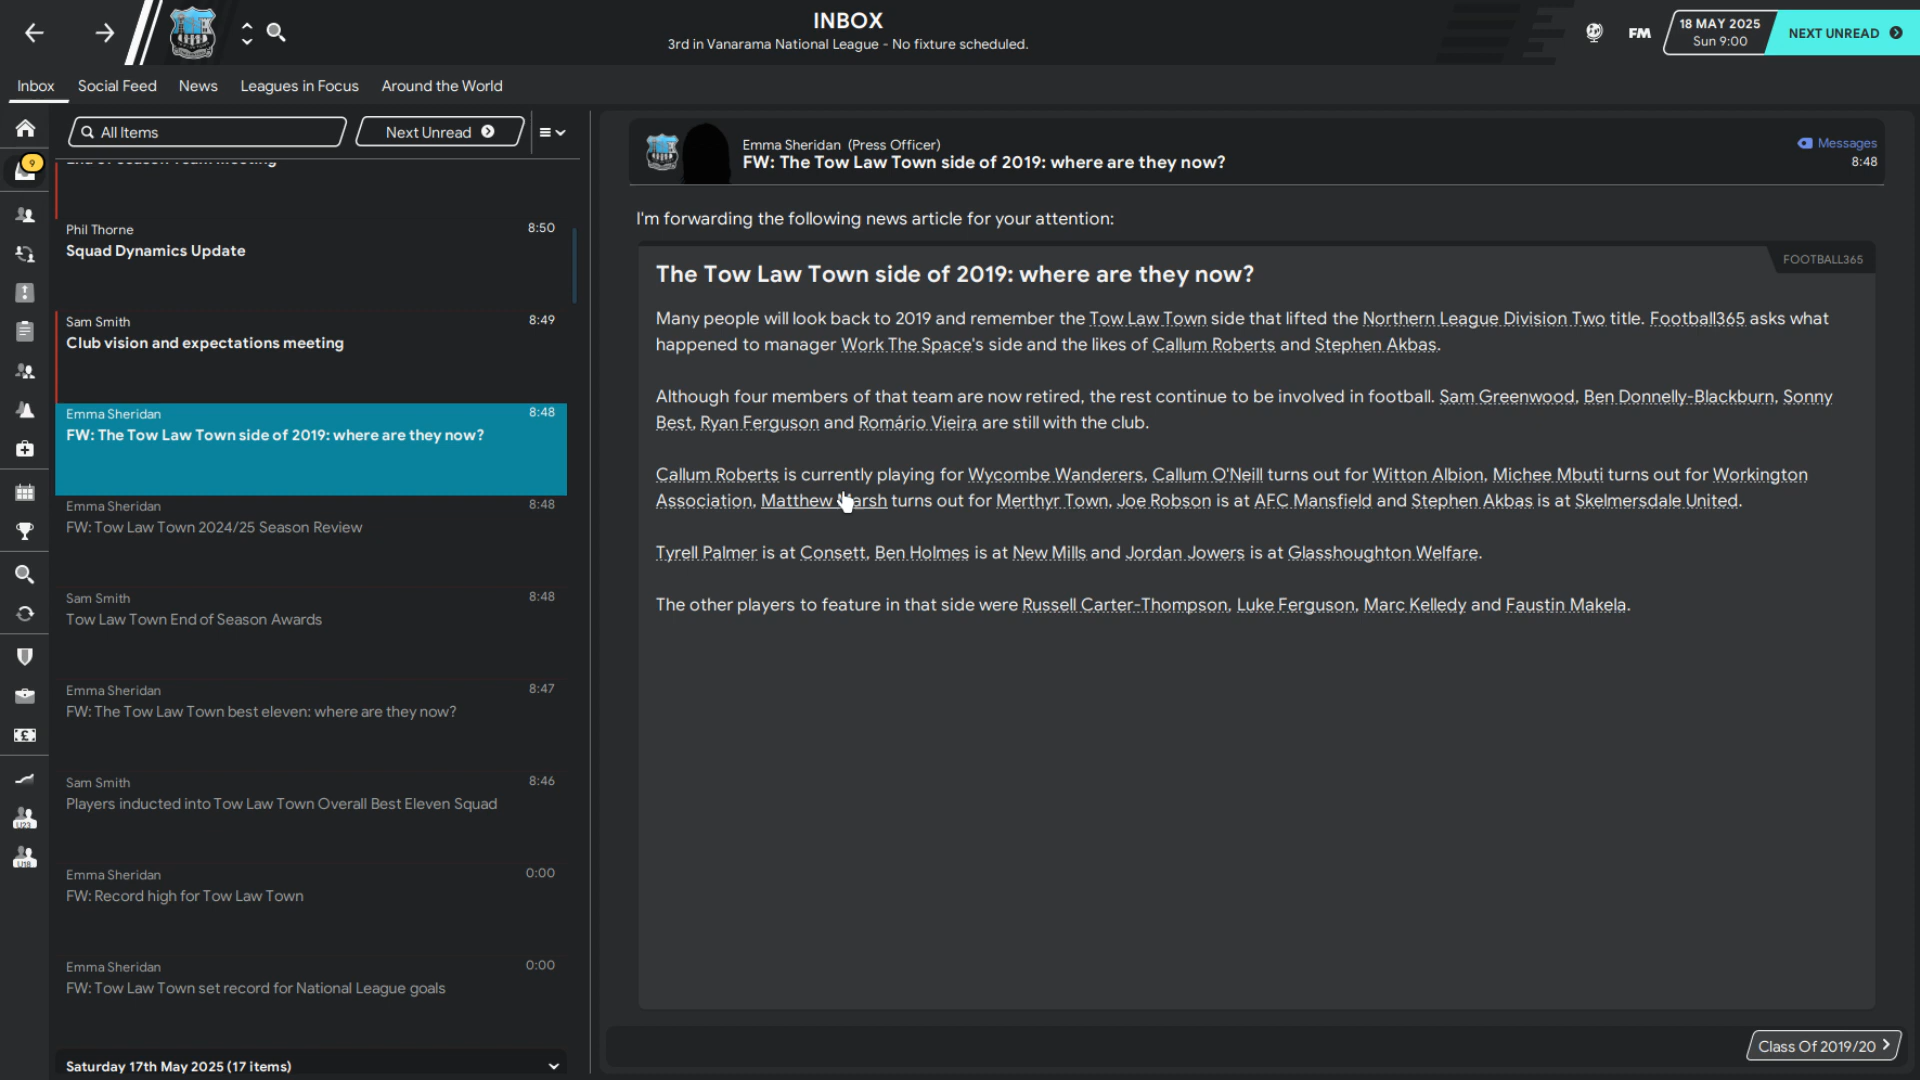 INBOX
3rd in Vanarama National League - No fixture scheduled.
FM
18 MAY 2025
Sun 9:00
NEXT UNREAD
Inbox
Social Feed
News
Leagues in Focus
Around the World
9
All Items
Next Unread
End of Season Team Meeting
Phil Thorne
8:50
Squad Dynamics Update
Sam Smith
8:49
Club vision and expectations meeting
Emma Sheridan
8:48
FW: The Tow Law Town side of 2019: where are they now?
Emma Sheridan
8:48
FW: Tow Law Town 2024/25 Season Review
Sam Smith
8:48
Tow Law Town End of Season Awards
Emma Sheridan
8:47
FW: The Tow Law Town best eleven: where are they now?
Sam Smith
8:46
Players inducted into Tow Law Town Overall Best Eleven Squad
Emma Sheridan
0:00
FW: Record high for Tow Law Town
Emma Sheridan
0:00
FW: Tow Law Town set record for National League goals
Saturday 17th May 2025 (17 items)
U23
U18
Emma Sheridan (Press Officer)
FW: The Tow Law Town side of 2019: where are they now?
Messages
8:48
I'm forwarding the following news article for your attention:
FOOTBALL365
The Tow Law Town side of 2019: where are they now?
Many people will look back to 2019 and remember the Tow Law Town side that lifted the Northern League Division Two title. Football365 asks what
happened to manager Work The Space's side and the likes of Callum Roberts and Stephen Akbas.
Although four members of that team are now retired, the rest continue to be involved in football. Sam Greenwood, Ben Donnelly-Blackburn, Sonny
Best, Ryan Ferguson and Romário Vieira are still with the club.
Callum Roberts is currently playing for Wycombe Wanderers, Callum O'Neill turns out for Witton Albion, Michee Mbuti turns out for Workington
Association, Matthew turns out for Merthyr Town, Joe Robson is at AFC Mansfield and Stephen Akbas is at Skelmersdale United.
Tyrell Palmer is at Consett, Ben Holmes is at New Mills and Jordan Jowers is at Glasshoughton Welfare.
The other players to feature in that side were Russell Carter-Thompson, Luke Ferguson, Marc Kelledy and Faustin Makela.
Class Of 2019/20